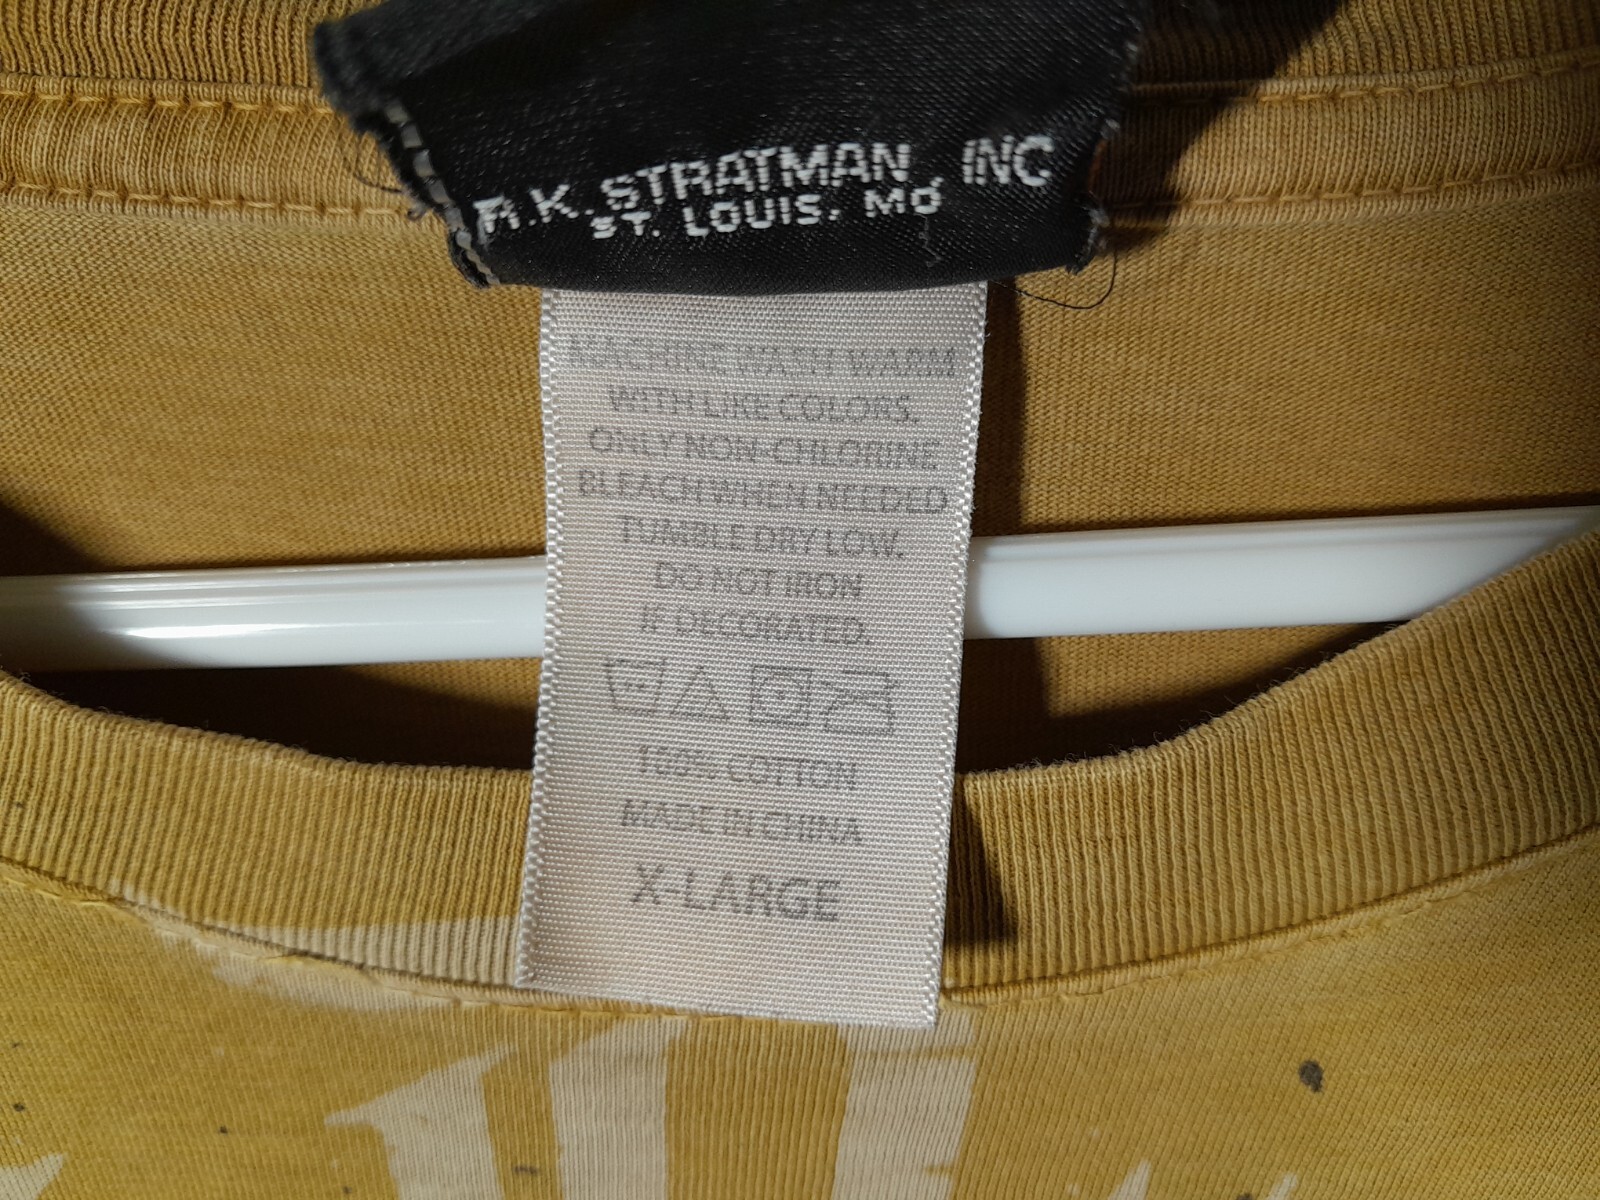 R.K. STRATMAN, INC
ST. LOUIS, MO
MACHINE WASH WARM
WITH LIKE COLORS.
ONLY NON-CHLORINE
BLEACH WHEN NEEDED
TUMBLE DRY LOW.
DO NOT IRON
IF DECORATED.
100% COTTON
MADE IN CHINA
X-LARGE